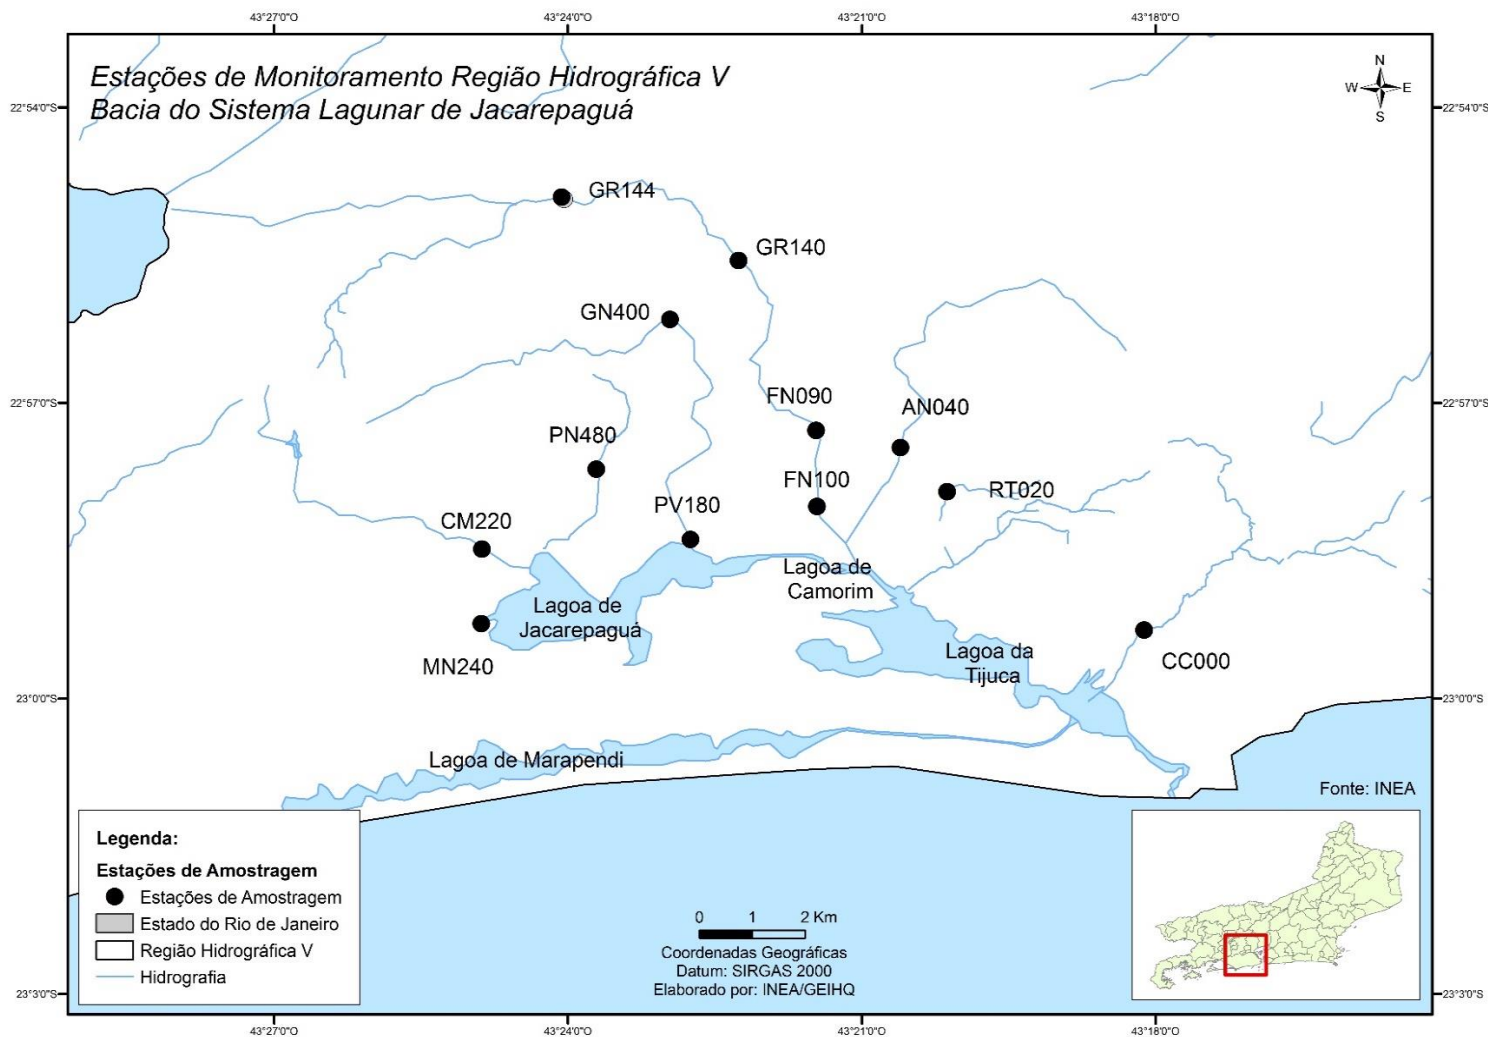 43°27'0"O
43°24'0"O
43°21'0"O
43°18'0"O
Estações de Monitoramento Região Hidrográfica V
Bacia do Sistema Lagunar de Jacarepaguá
N
W E
S
22°54'0"S
22°54'0"S
GR144
GR140
GN400
22°57'0"S
22°57'0"S
FN090
AN040
PN480
FN100
RT020
PV180
CM220
Lagoa de
Camorim
Lagoa de
Jacarepaguá
MN240
Lagoa da
Tijuca
CC000
23°0'0"S
23°0'0"S
Lagoa de Marapendi
Fonte: INEA
Legenda:
Estações de Amostragem
Estações de Amostragem
Estado do Rio de Janeiro
Região Hidrográfica V
Hidrografia
0 1 2 Km
Coordenadas Geográficas
Datum: SIRGAS 2000
Elaborado por: INEA/GEIHQ
23°3'0"S
23°3'0"S
43°27'0"O
43°24'0"O
43°21'0"O
43°18'0"O